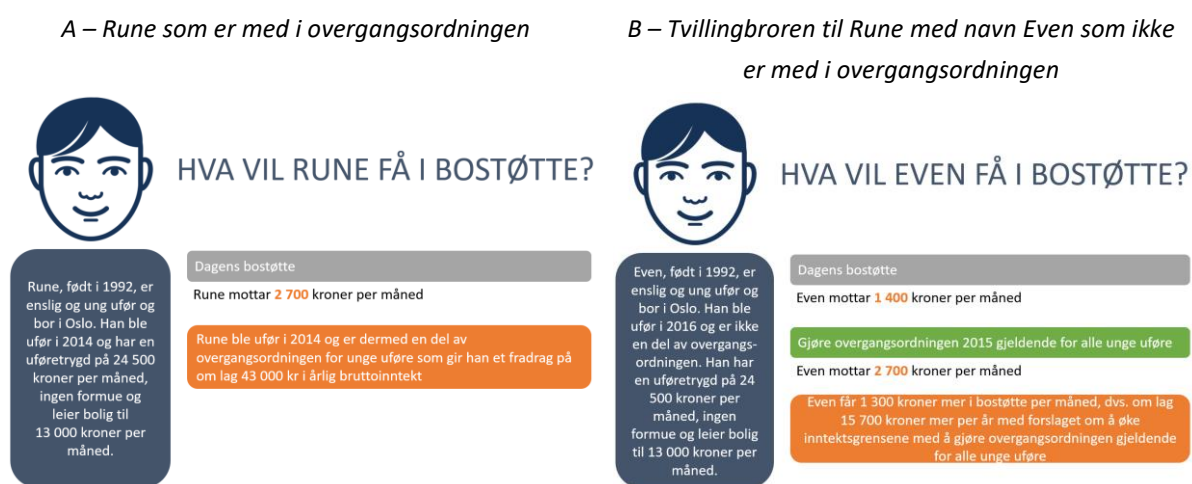 A – Rune som er med i overgangsordningen
HVA VIL RUNE FÅ I BOSTØTTE?
Rune, født i 1992, er
enslig og ung ufør og
bor i Oslo. Han ble
ufør i 2014 og har en
uføretrygd på 24 500
kroner per måned,
ingen formue og
leier bolig til
13 000 kroner per
måned.
Dagens bostøtte
Rune mottar 2 700 kroner per måned
Rune ble ufør i 2014 og er dermed en del av
overgangsordningen for unge uføre som gir han et fradrag på
om lag 43 000 kr i årlig bruttoinntekt
B – Tvillingbroren til Rune med navn Even som ikke
er med i overgangsordningen
HVA VIL EVEN FÅ I BOSTØTTE?
Even, født i 1992, er
enslig og ung ufør og
bor i Oslo. Han ble
ufør i 2016 og er ikke
en del av overgangs-
ordningen. Han har
en uføretrygd på 24
500 kroner per
måned, ingen
formue og leier bolig
til 13 000 kroner per
måned.
Dagens bostøtte
Even mottar 1 400 kroner per måned
Gjøre overgangsordningen 2015 gjeldende for alle unge uføre
Even mottar 2 700 kroner per måned
Even får 1 300 kroner mer i bostøtte per måned, dvs. om lag
15 700 kroner mer per år med forslaget om å øke
inntektsgrensene med å gjøre overgangsordningen gjeldende
for alle unge uføre